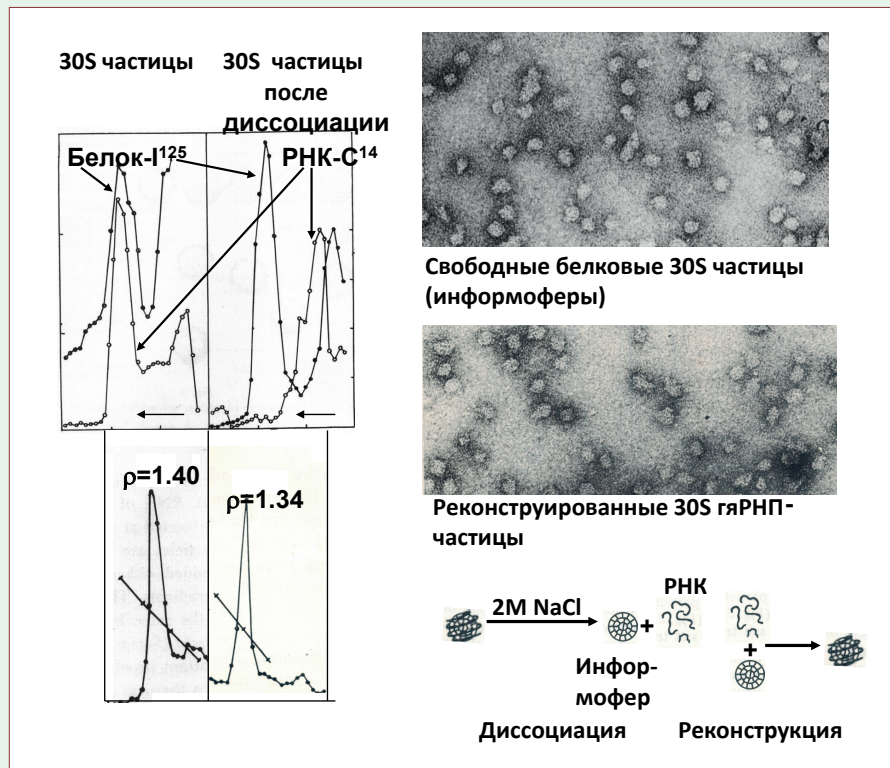 30S частицы
30S частицы
после
диссоциации
Белок-I¹²⁵
РНК-C¹⁴
ρ=1.40
ρ=1.34
Свободные белковые 30S частицы
(информоферы)
Реконструированные 30S гяРНП-
частицы
2M NaCl
РНК
+
+
Инфор-
мофер
Диссоциация
Реконструкция